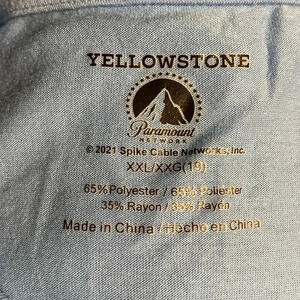 YELLOWSTONE
Paramount
NETWORK
© 2021 Spike Cable Networks, Inc.
XXL/XXG(19)
65%Polyester / 65% Poliester
35% Rayon / 35% Rayón
Made in China / Hecho en China